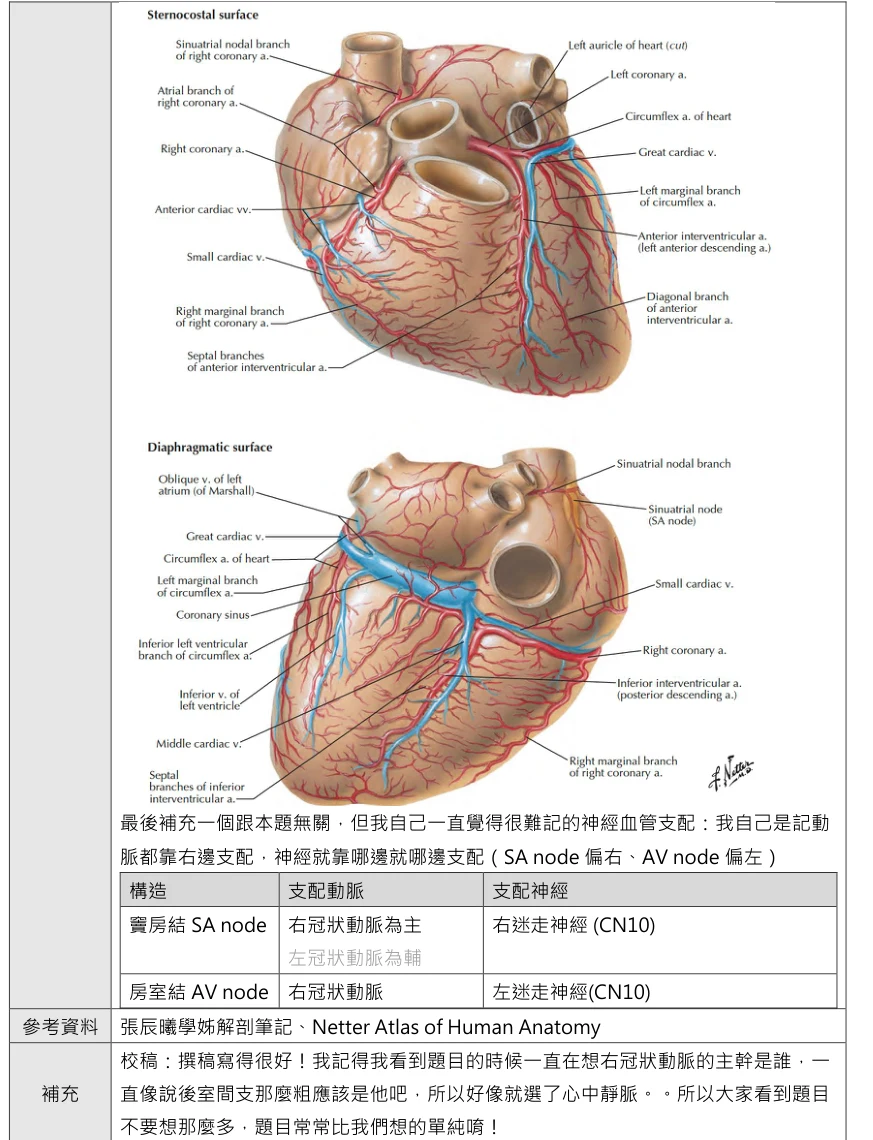 Sternocostal surface
Sinuatrial nodal branch
of right coronary a.
Atrial branch of
right coronary a.
Right coronary a.
Anterior cardiac vv.
Small cardiac v.
Right marginal branch
of right coronary a.
Septal branches
of anterior interventricular a.
Left auricle of heart (cut)
Left coronary a.
Circumflex a. of heart
Great cardiac v.
Left marginal branch
of circumflex a.
Anterior interventricular a.
(left anterior descending a.)
Diagonal branch
of anterior
interventricular a.
Diaphragmatic surface
Oblique v. of left
atrium (of Marshall)
Great cardiac v.
Circumflex a. of heart
Left marginal branch
of circumflex a.
Coronary sinus
Inferior left ventricular
branch of circumflex a.
Inferior v. of
left ventricle
Middle cardiac v.
Septal
branches of inferior
interventricular a.
Sinuatrial nodal branch
Sinuatrial node
(SA node)
Small cardiac v.
Right coronary a.
Inferior interventricular a.
(posterior descending a.)
Right marginal branch
of right coronary a.
F. Netter M.D.
最後補充一個跟本題無關，但我自己一直覺得很難記的神經血管支配：我自己是記動
脈都靠右邊支配，神經就靠哪邊就哪邊支配（SA node 偏右、AV node 偏左）
構造 支配動脈 支配神經
竇房結 SA node 右冠狀動脈為主 右迷走神經 (CN10)
左冠狀動脈為輔
房室結 AV node 右冠狀動脈 左迷走神經(CN10)
參考資料 張辰曦學姊解剖筆記、Netter Atlas of Human Anatomy
校稿：撰稿寫得很好！我記得我看到題目的時候一直在想右冠狀動脈的主幹是誰，一
補充 直像說後室間支那麼粗應該是他吧，所以好像就選了心中靜脈。。所以大家看到題目
不要想那麼多，題目常常比我們想的單純唷！